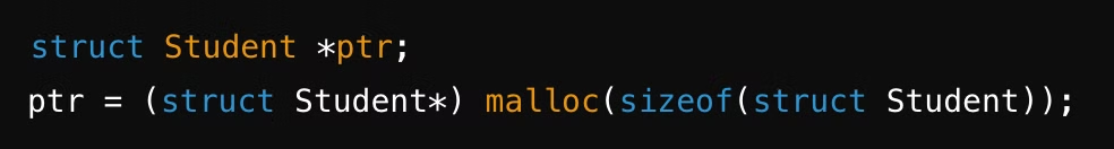 struct Student *ptr;
ptr = (struct Student*) malloc(sizeof(struct Student));